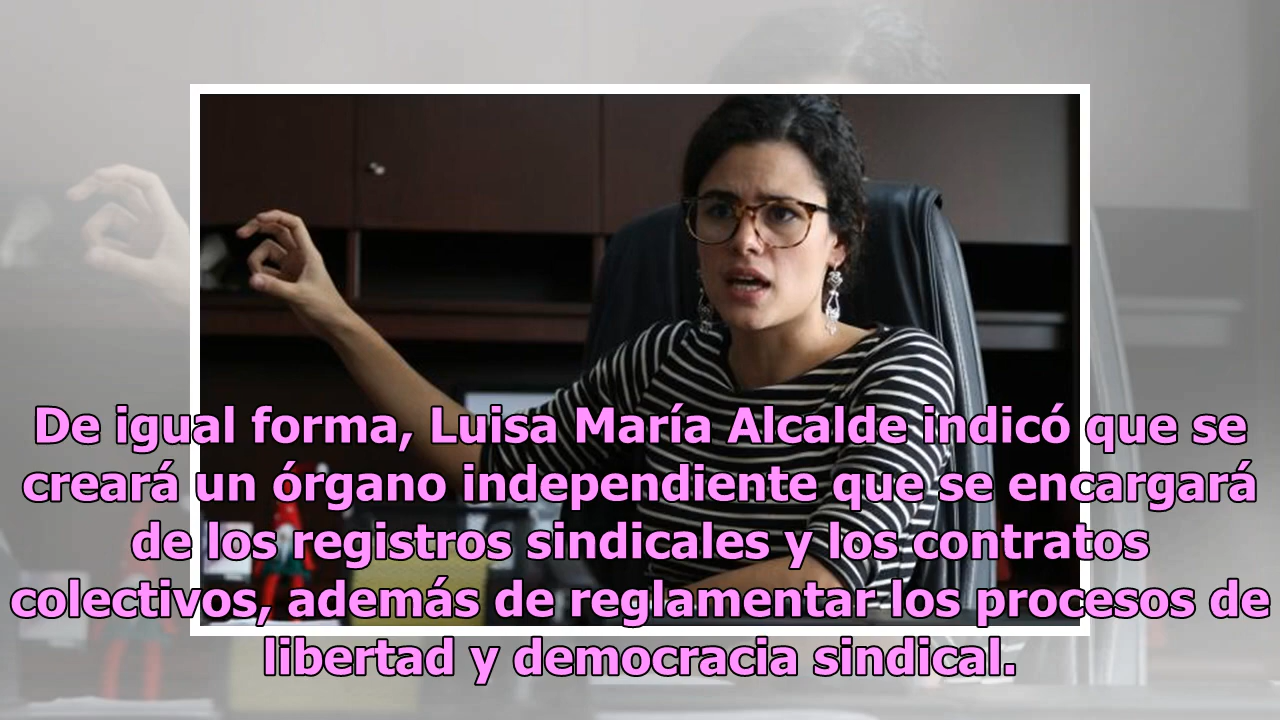 De igual forma, Luisa María Alcalde indicó que se
creará un órgano independiente que se encargará
de los registros sindicales y los contratos
colectivos, además de reglamentar los procesos de
libertad y democracia sindical.